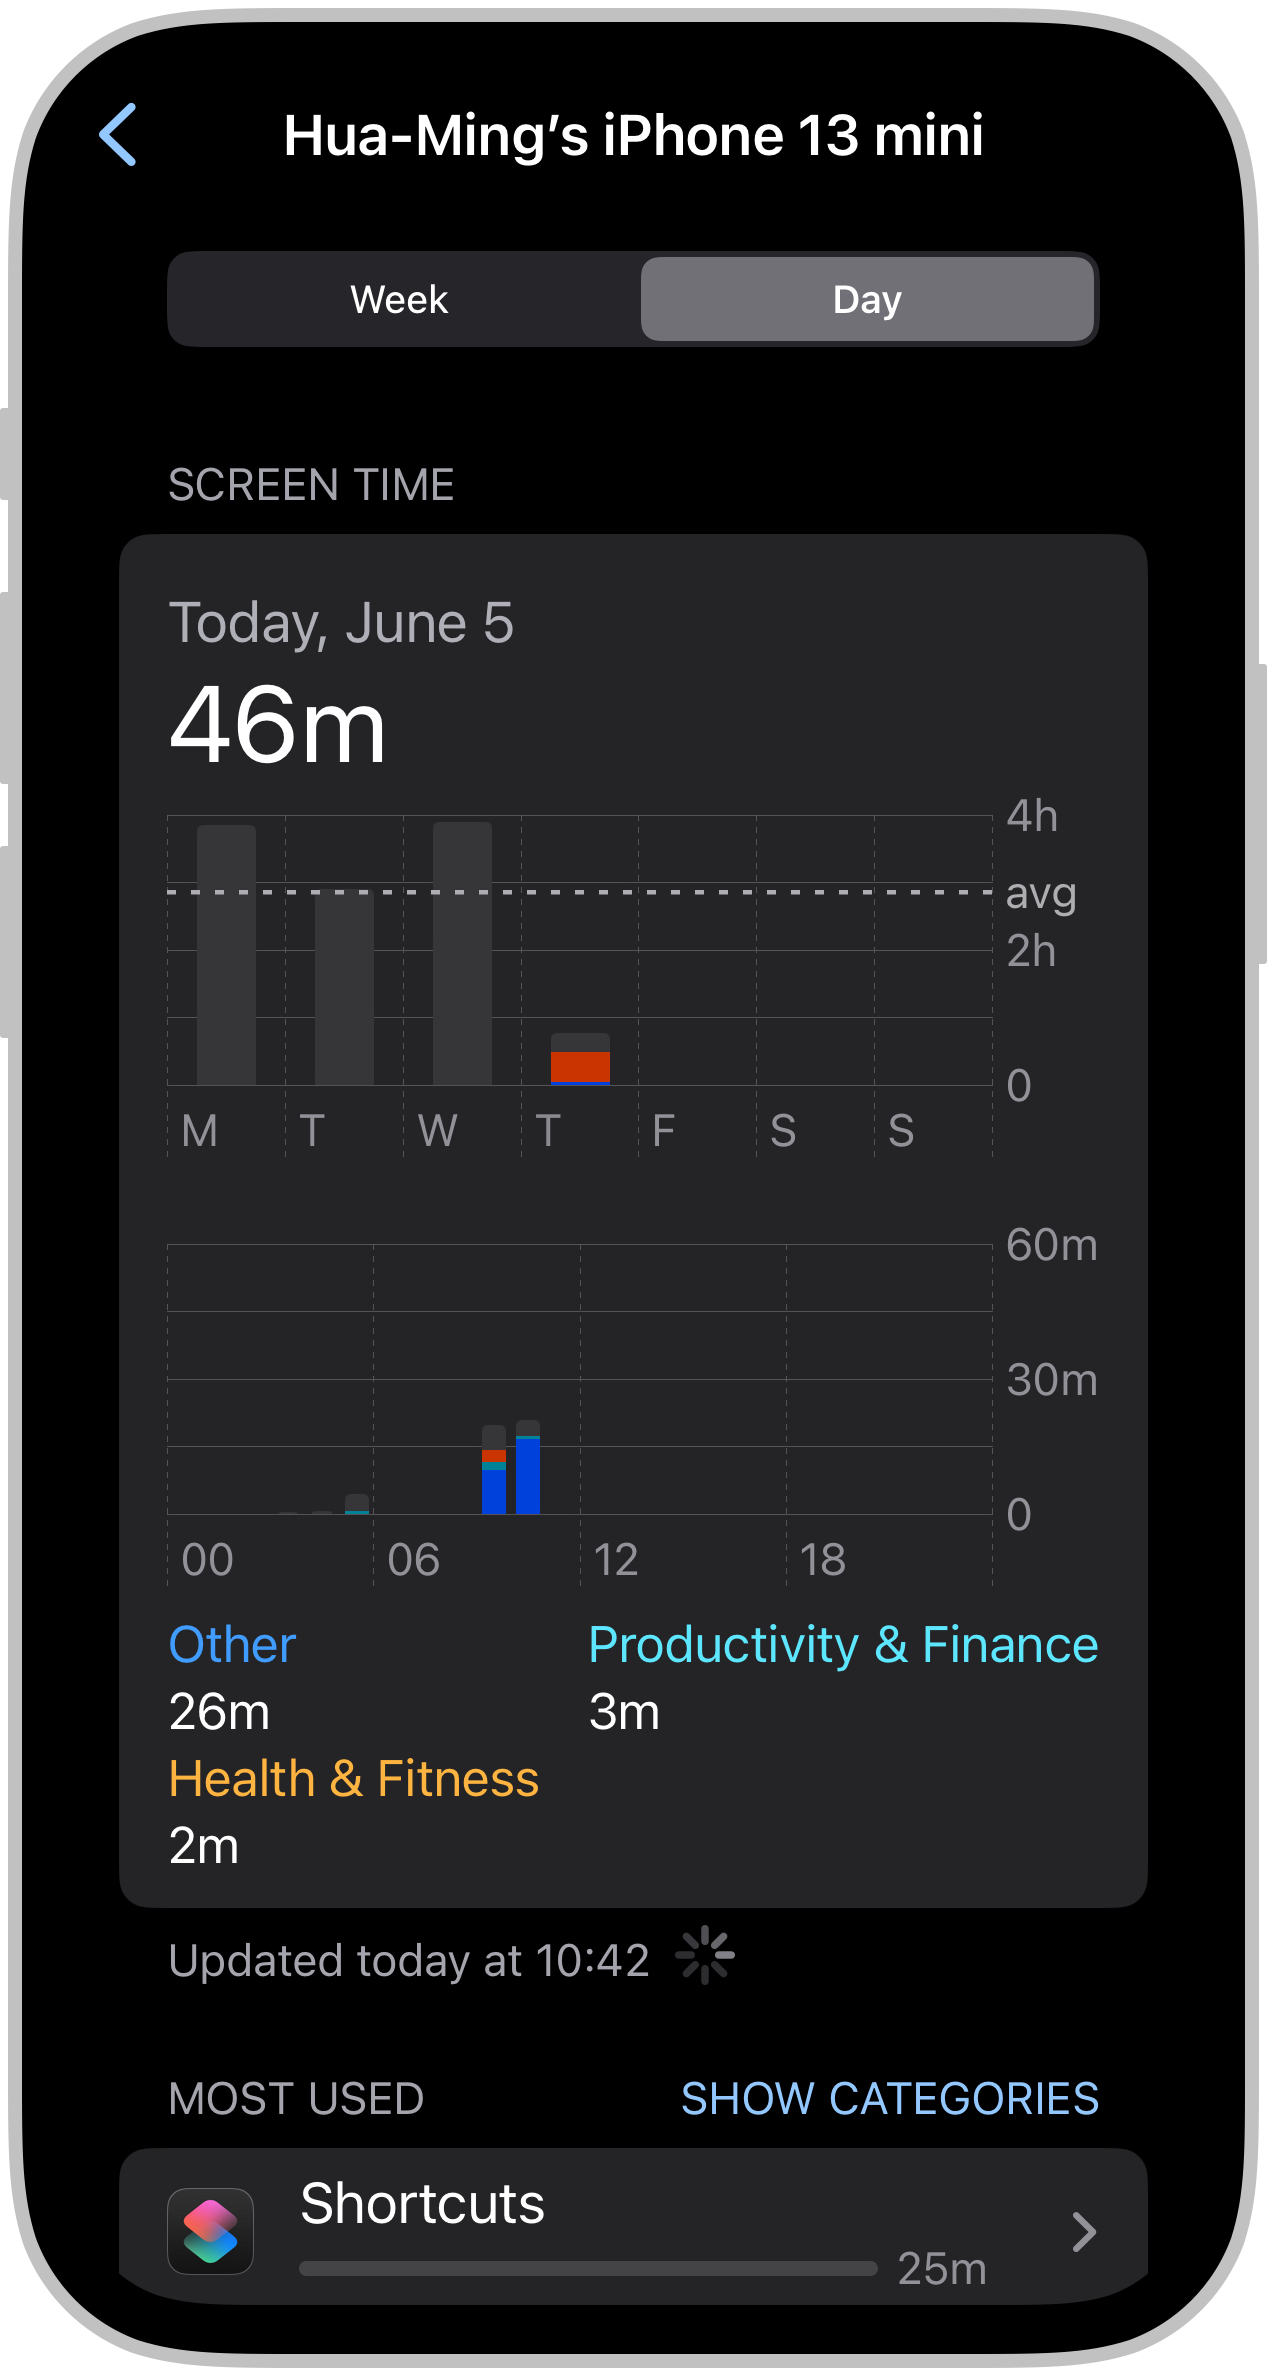 Hua-Ming’s iPhone 13 mini
Week Day
SCREEN TIME
Today, June 5
46m
4h
avg
2h
0
M T W T F S S
60m
30m
0
00 06 12 18
Other Productivity & Finance
26m 3m
Health & Fitness
2m
Updated today at 10:42
MOST USED SHOW CATEGORIES
Shortcuts
25m